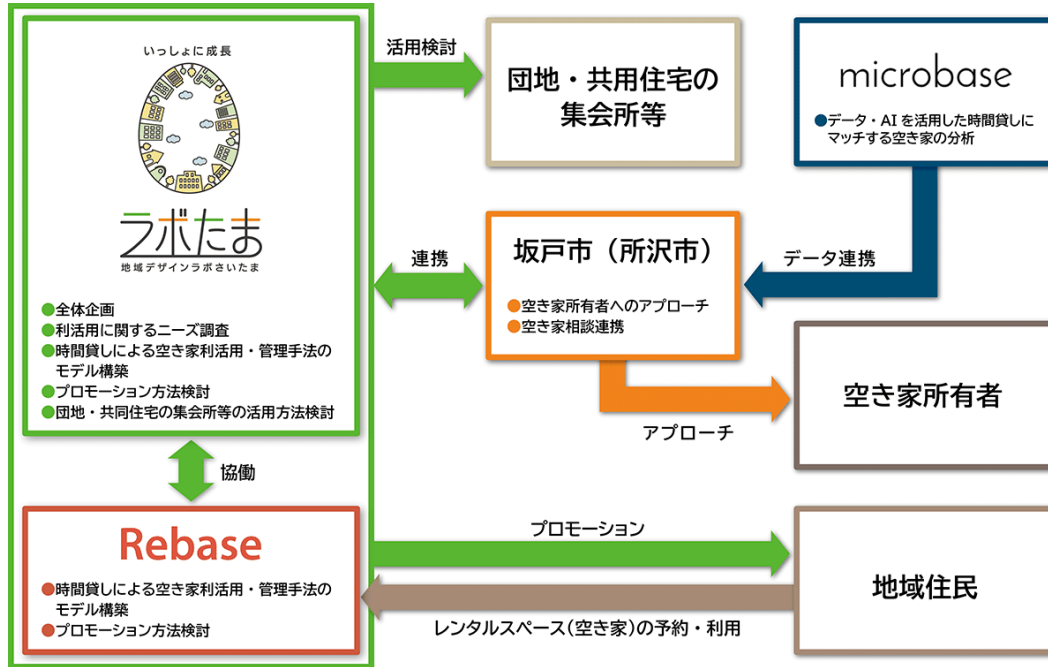 いっしょに成長
ラボたま
地域デザインラボさいたま
●全体企画
●利活用に関するニーズ調査
●時間貸しによる空き家利活用・管理手法の
モデル構築
●プロモーション方法検討
●団地・共同住宅の集会所等の活用方法検討
協働
Rebase
●時間貸しによる空き家利活用・管理手法の
モデル構築
●プロモーション方法検討
活用検討
団地・共用住宅の
集会所等
microbase
●データ・AIを活用した時間貸しに
マッチする空き家の分析
連携
坂戸市（所沢市）
●空き家所有者へのアプローチ
●空き家相談連携
データ連携
アプローチ
空き家所有者
プロモーション
地域住民
レンタルスペース(空き家)の予約・利用